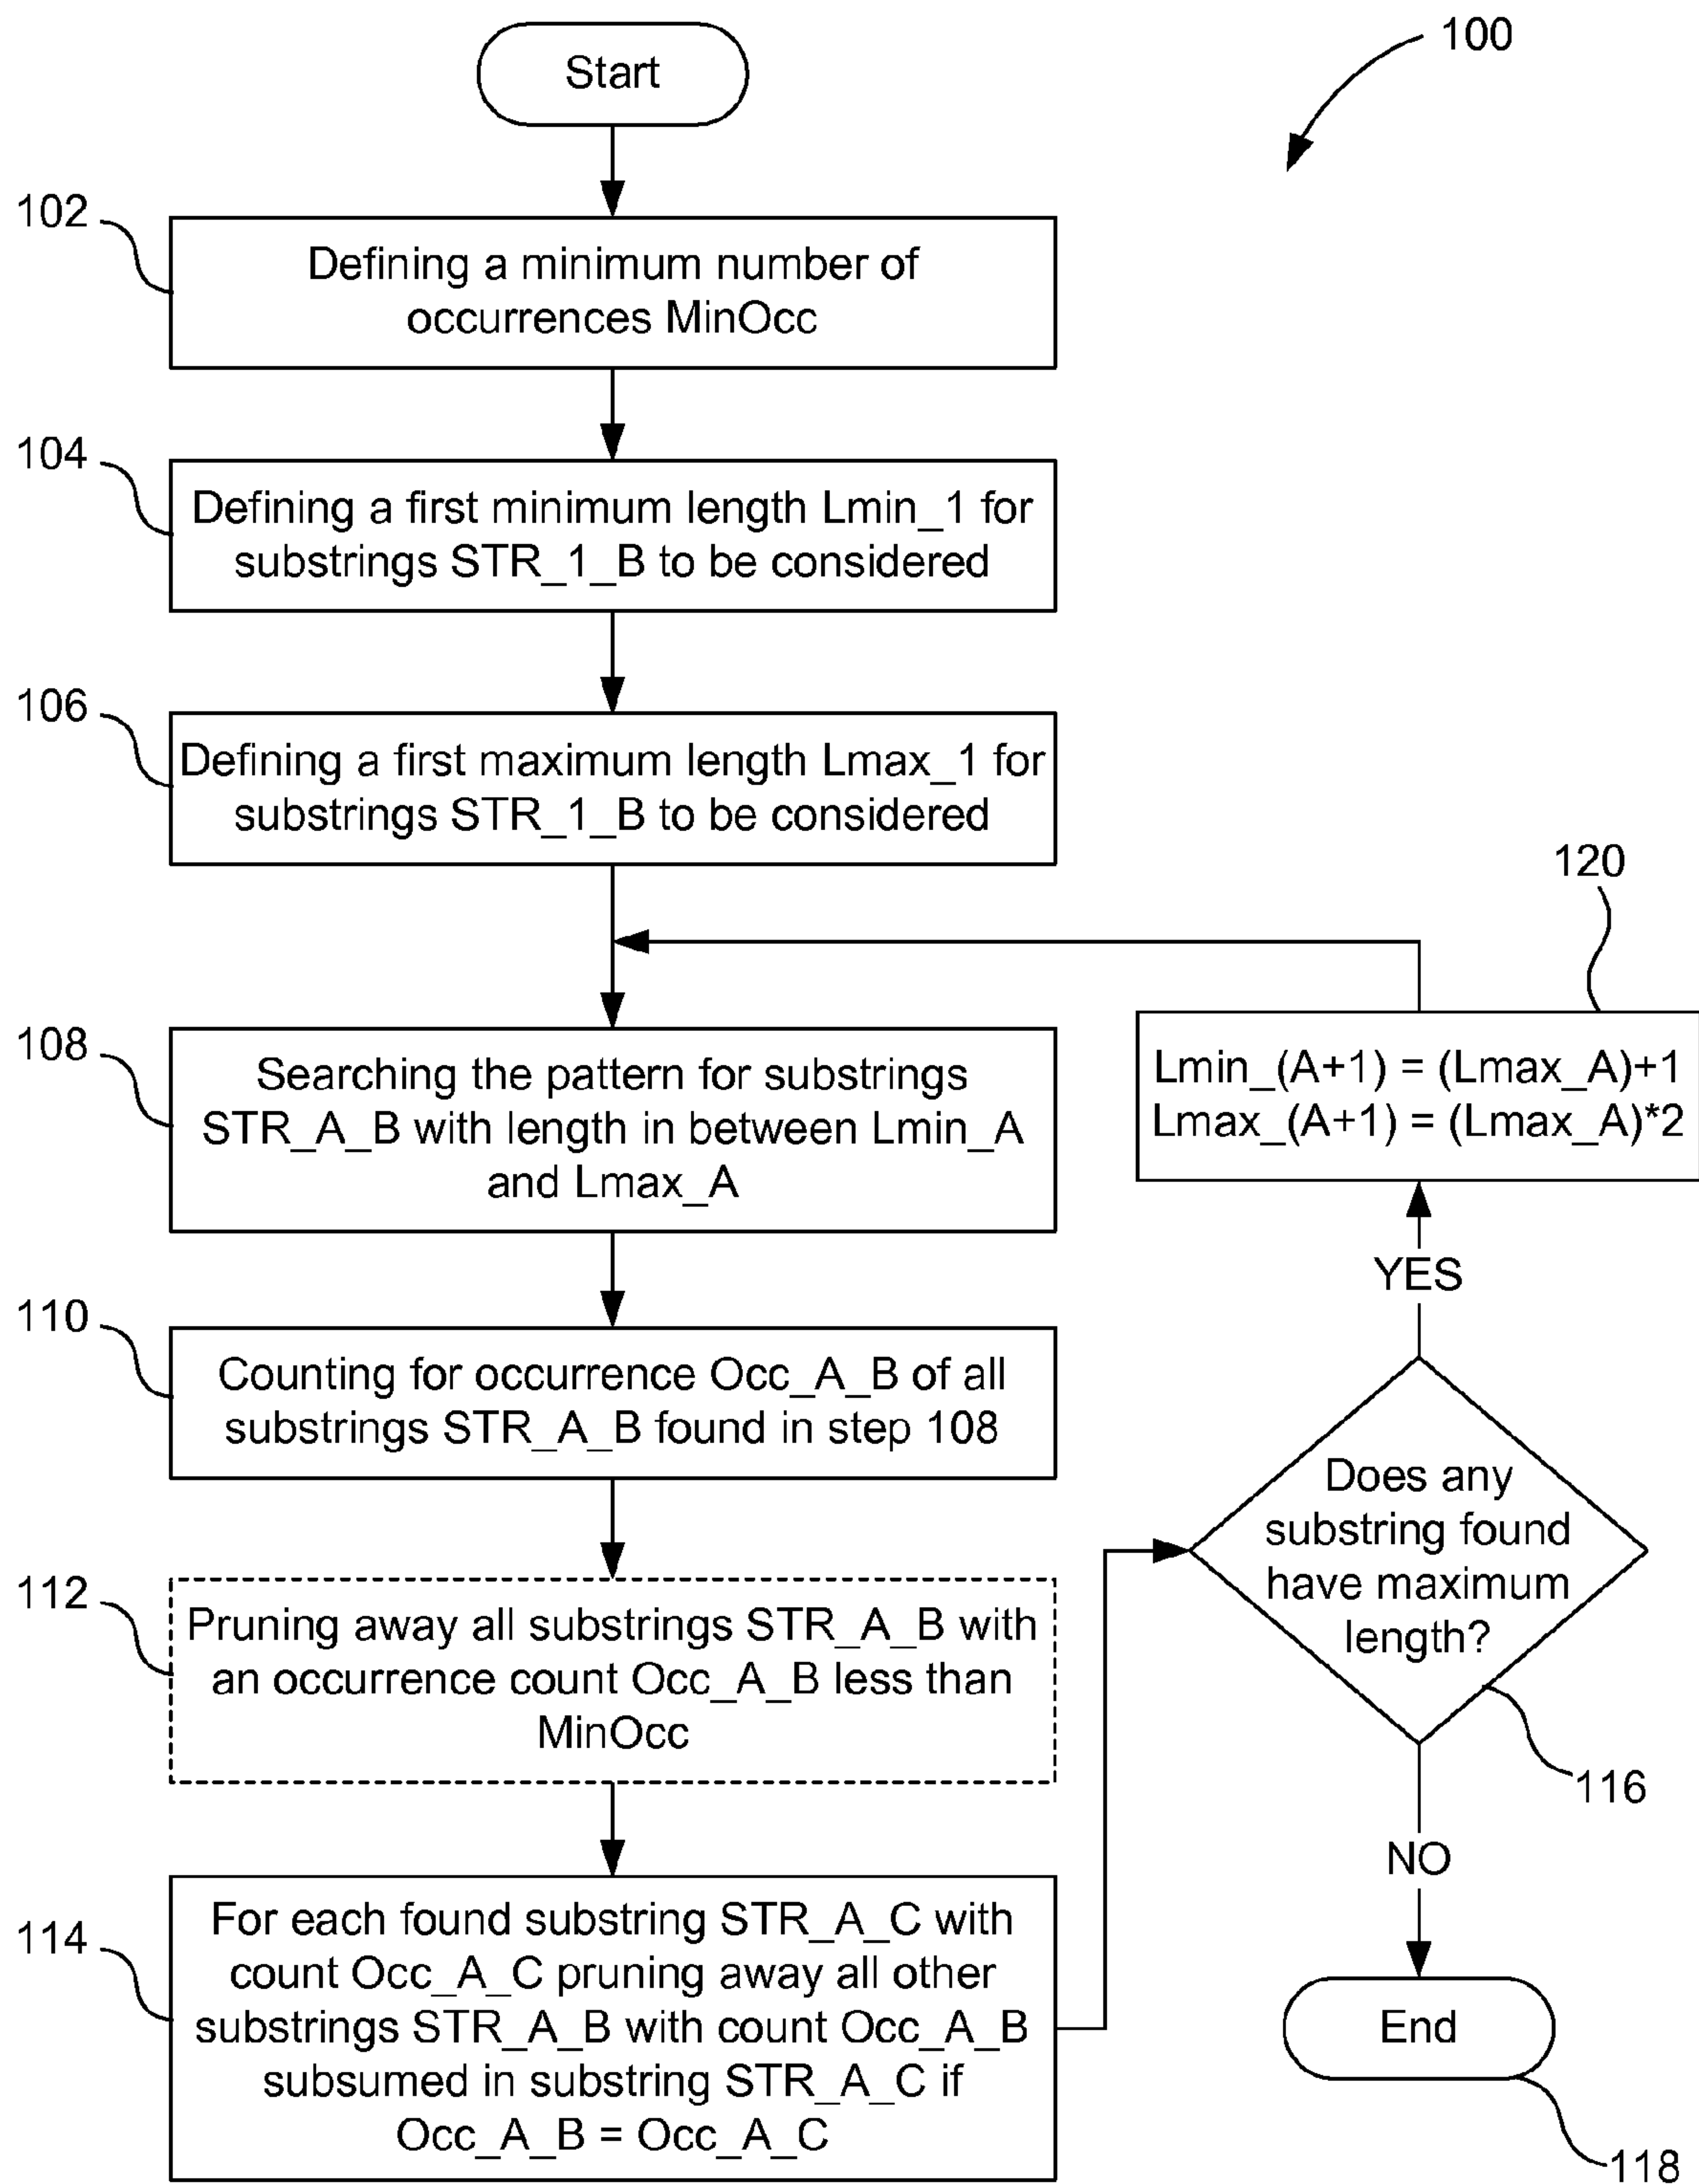 Start
100
102
Defining a minimum number of
occurrences MinOcc
104
Defining a first minimum length Lmin_1 for
substrings STR_1_B to be considered
106
Defining a first maximum length Lmax_1 for
substrings STR_1_B to be considered
108
Searching the pattern for substrings
STR_A_B with length in between Lmin_A
and Lmax_A
110
Counting for occurrence Occ_A_B of all
substrings STR_A_B found in step 108
112
Pruning away all substrings STR_A_B with
an occurrence count Occ_A_B less than
MinOcc
114
For each found substring STR_A_C with
count Occ_A_C pruning away all other
substrings STR_A_B with count Occ_A_B
subsumed in substring STR_A_C if
Occ_A_B = Occ_A_C
120
Lmin_(A+1) = (Lmax_A)+1
Lmax_(A+1) = (Lmax_A)*2
YES
Does any
substring found
have maximum
length?
116
NO
End
118